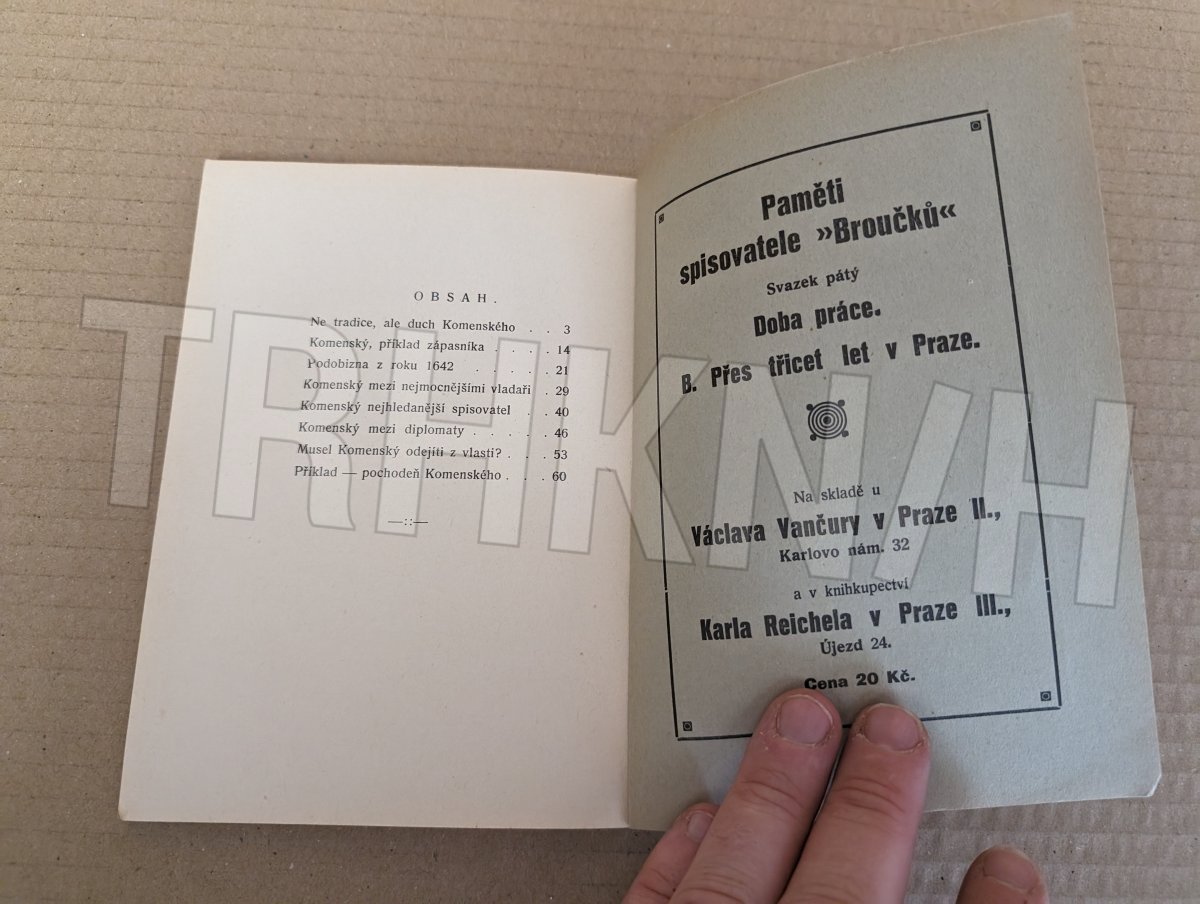 OBSAH.
Ne tradice, ale duch Komenského . . 3
Komenský, příklad zápasníka . . . . 14
Podobizna z roku 1642 . . . . . 21
Komenský mezi nejmocnějšími vladaři . 29
Komenský nejhledanější spisovatel . . 40
Komenský mezi diplomaty . . . . . 46
Musel Komenský odejíti z vlasti? . . . 53
Příklad — pochodeň Komenského . . . 60
—::—
Paměti
spisovatele »Broučků«
Svazek pátý
Doba práce.
B. Přes třicet let v Praze.
Na skladě u
Václava Vančury v Praze II.,
Karlovo nám. 32
a v knihkupectví
Karla Reichela v Praze III.,
Újezd 24.
Cena 20 Kč.
TRHKNIH